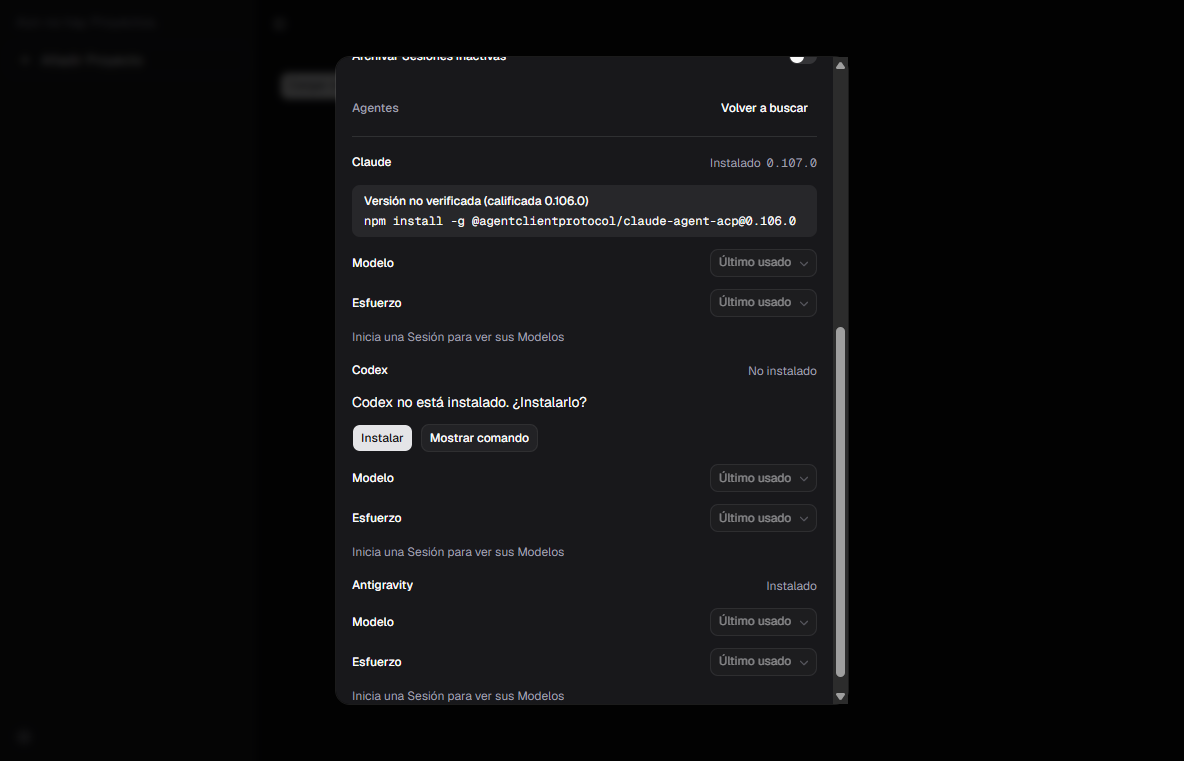 Archivar Sesiones Inactivas
Agentes
Volver a buscar
Claude
Instalado 0.107.0
Versión no verificada (calificada 0.106.0)
npm install -g @agentclientprotocol/claude-agent-acp@0.106.0
Modelo
Último usado
Esfuerzo
Último usado
Inicia una Sesión para ver sus Modelos
Codex
No instalado
Codex no está instalado. ¿Instalarlo?
Instalar
Mostrar comando
Modelo
Último usado
Esfuerzo
Último usado
Inicia una Sesión para ver sus Modelos
Antigravity
Instalado
Modelo
Último usado
Esfuerzo
Último usado
Inicia una Sesión para ver sus Modelos